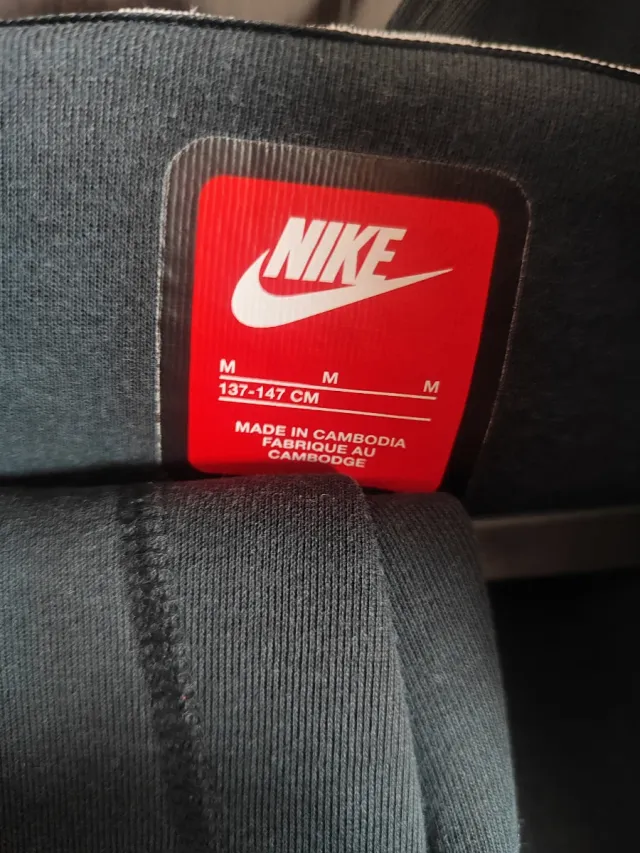 NIKE
M M M
137-147 CM
MADE IN CAMBODIA
FABRIQUE AU
CAMBODGE